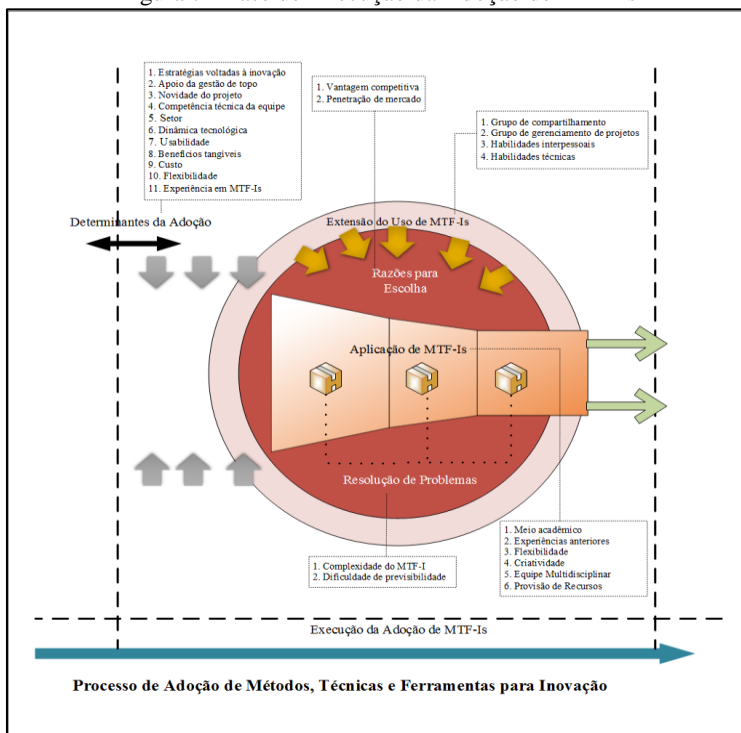 1. Estratégias voltadas à inovação
2. Apoio da gestão de topo
3. Novidade do projeto
4. Competência técnica da equipe
5. Setor
6. Dinâmica tecnológica
7. Usabilidade
8. Benefícios tangíveis
9. Custo
10. Flexibilidade
11. Experiência em MTF-Is
1. Vantagem competitiva
2. Penetração de mercado
1. Grupo de compartilhamento
2. Grupo de gerenciamento de projetos
3. Habilidades interpessoais
4. Habilidades técnicas
Determinantes da Adoção
Extensão do Uso de MTF-Is
Razões para
Escolha
Aplicação de MTF-Is
Resolução de Problemas
1. Complexidade do MTF-I
2. Dificuldade de previsibilidade
1. Meio acadêmico
2. Experiências anteriores
3. Flexibilidade
4. Criatividade
5. Equipe Multidisciplinar
6. Provisão de Recursos
Execução da Adoção de MTF-Is
Processo de Adoção de Métodos, Técnicas e Ferramentas para Inovação